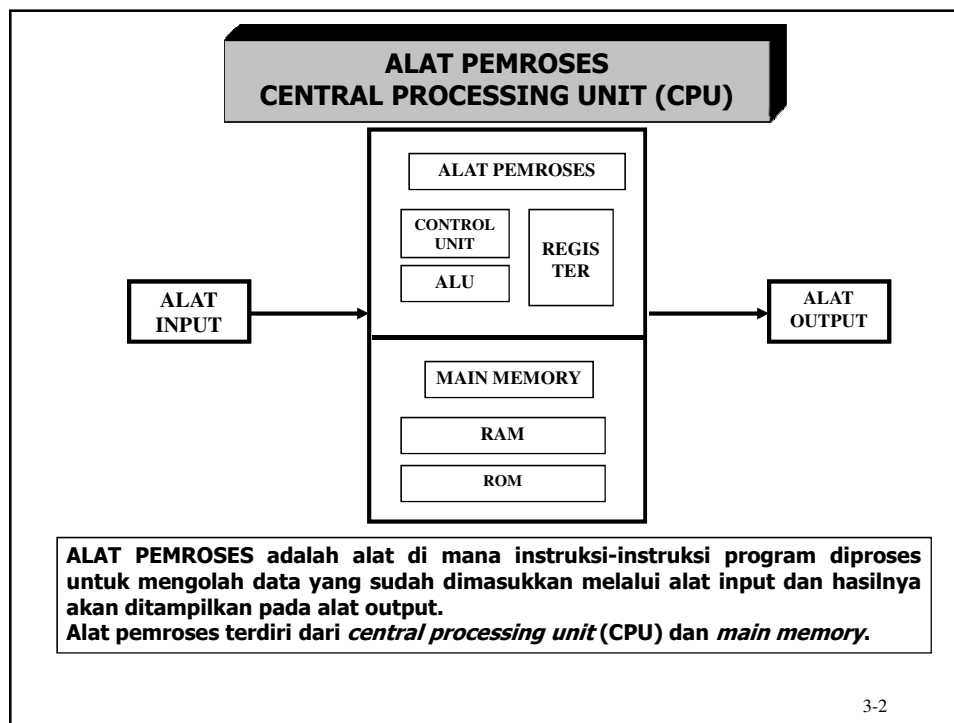 ALAT PEMROSES
CENTRAL PROCESSING UNIT (CPU)
ALAT PEMROSES
CONTROL
UNIT
ALU
REGIS
TER
ALAT
INPUT
ALAT
OUTPUT
MAIN MEMORY
RAM
ROM
ALAT PEMROSES adalah alat di mana instruksi-instruksi program diproses
untuk mengolah data yang sudah dimasukkan melalui alat input dan hasilnya
akan ditampilkan pada alat output.
Alat pemroses terdiri dari central processing unit (CPU) dan main memory.
3-2